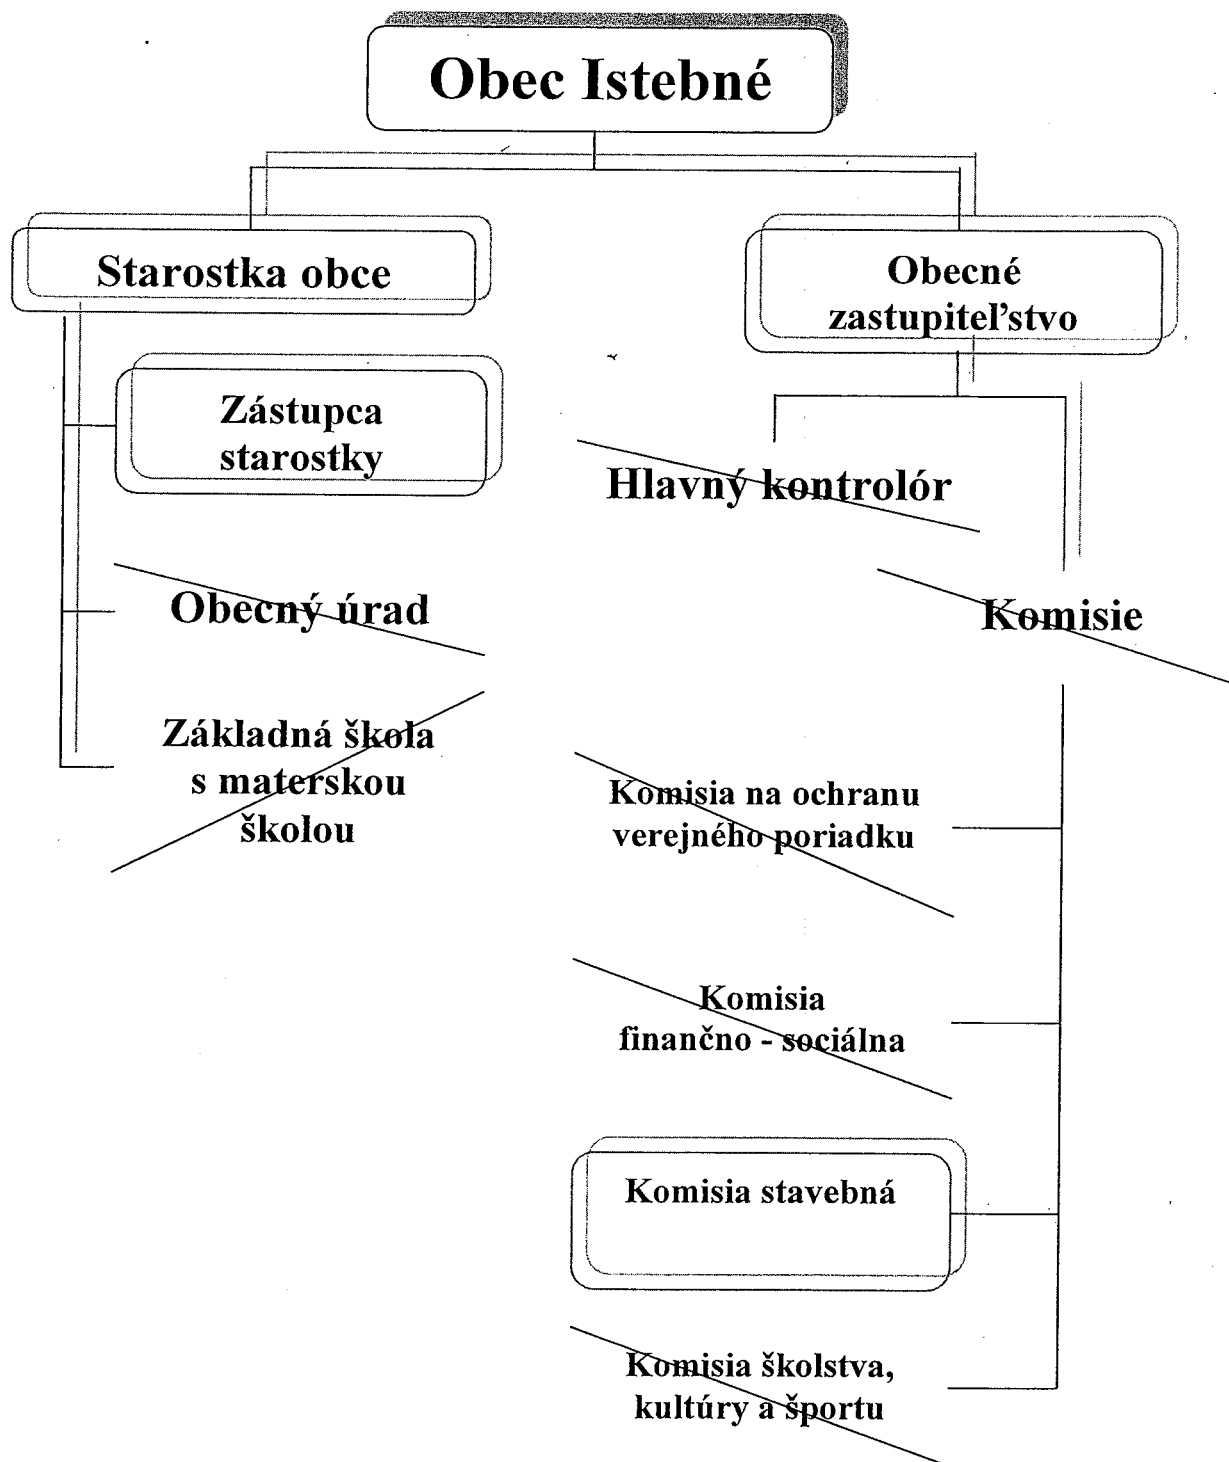 Obec Istebné
Starostka obce
Obecné
zastupiteľstvo
Zástupca
starostky
Hlavný kontrolór
Obecný úrad
Komisie
Základná škola
s materskou
školou
Komisia na ochranu
verejného poriadku
Komisia
finančno - sociálna
Komisia stavebná
Komisia školstva,
kultúry a športu